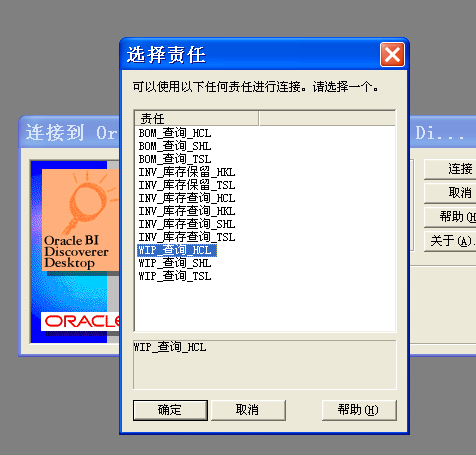 选择责任
可以使用以下任何责任进行连接。请选择一个。
责任
BOM_查询_HCL
BOM_查询_SHL
BOM_查询_TSL
INV_库存保留_HKL
INV_库存保留_TSL
INV_库存查询_HCL
INV_库存查询_HKL
INV_库存查询_SHL
INV_库存查询_TSL
WIP_查询_HCL
WIP_查询_SHL
WIP_查询_TSL
WIP_查询_HCL
确定
取消
帮助(H)
连接到 Or
Di...
Oracle BI
Discoverer
Desktop
ORACLE
连接
取消
帮助(H
关于(A).